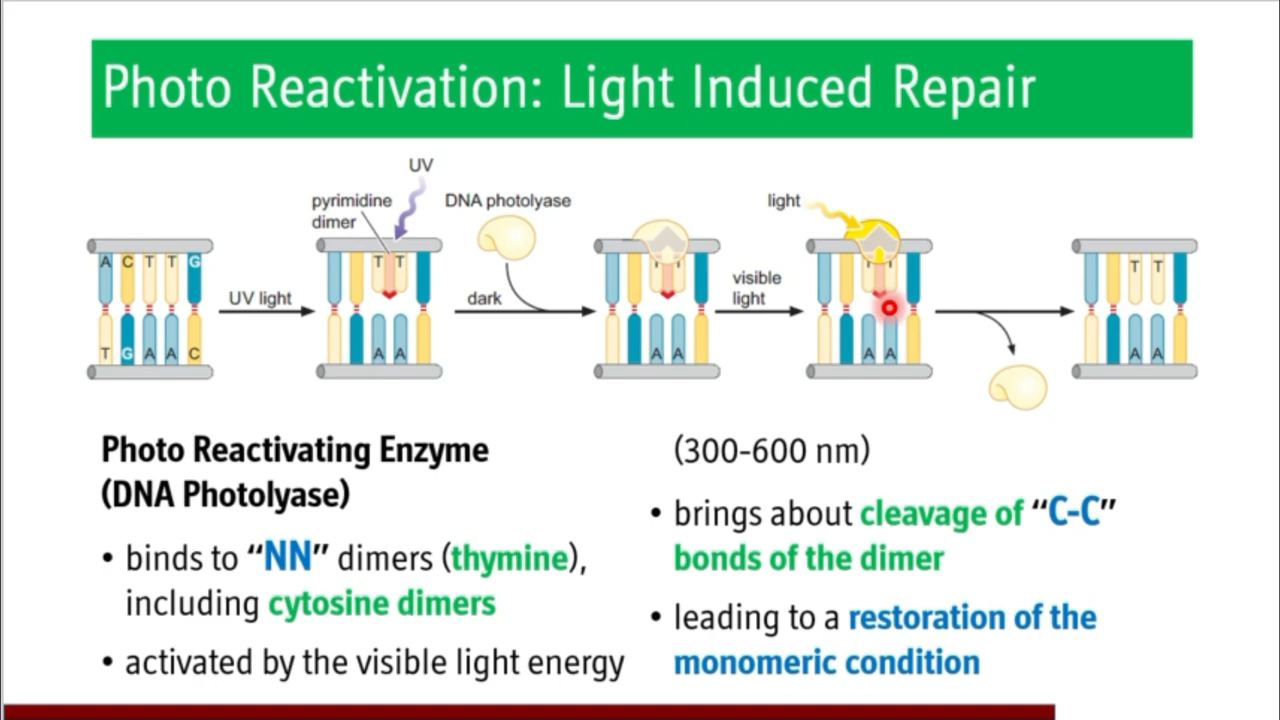 Photo Reactivation: Light Induced Repair
UV
pyrimidine
dimer
DNA photolyase
light
A C T T G
T G A A C
UV light
T T
A A
dark
T T
A A
visible
light
T T
A A
T T
A A
Photo Reactivating Enzyme
(DNA Photolyase)
• binds to “NN” dimers (thymine),
including cytosine dimers
• activated by the visible light energy
(300-600 nm)
• brings about cleavage of “C-C”
bonds of the dimer
• leading to a restoration of the
monomeric condition